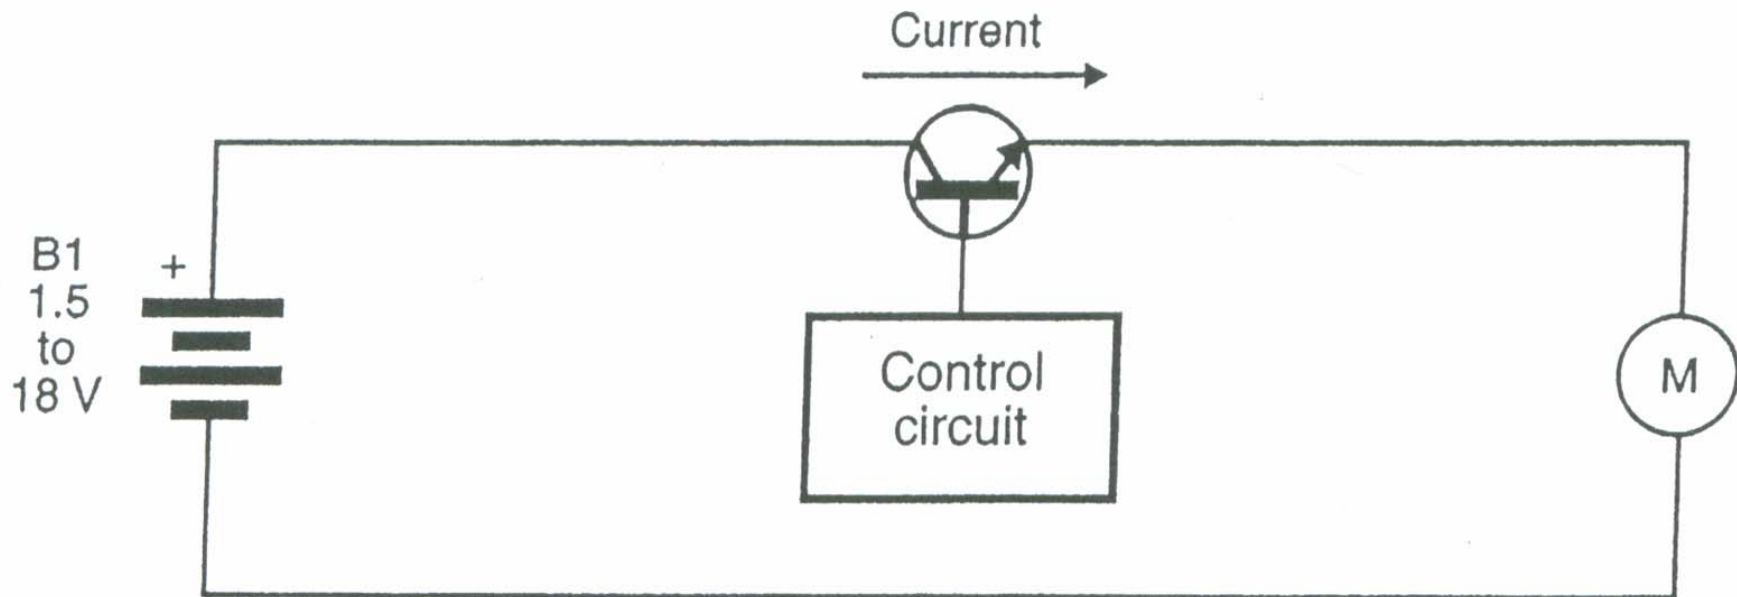 Current
B1
+
1.5
to
18 V
Control
circuit
M